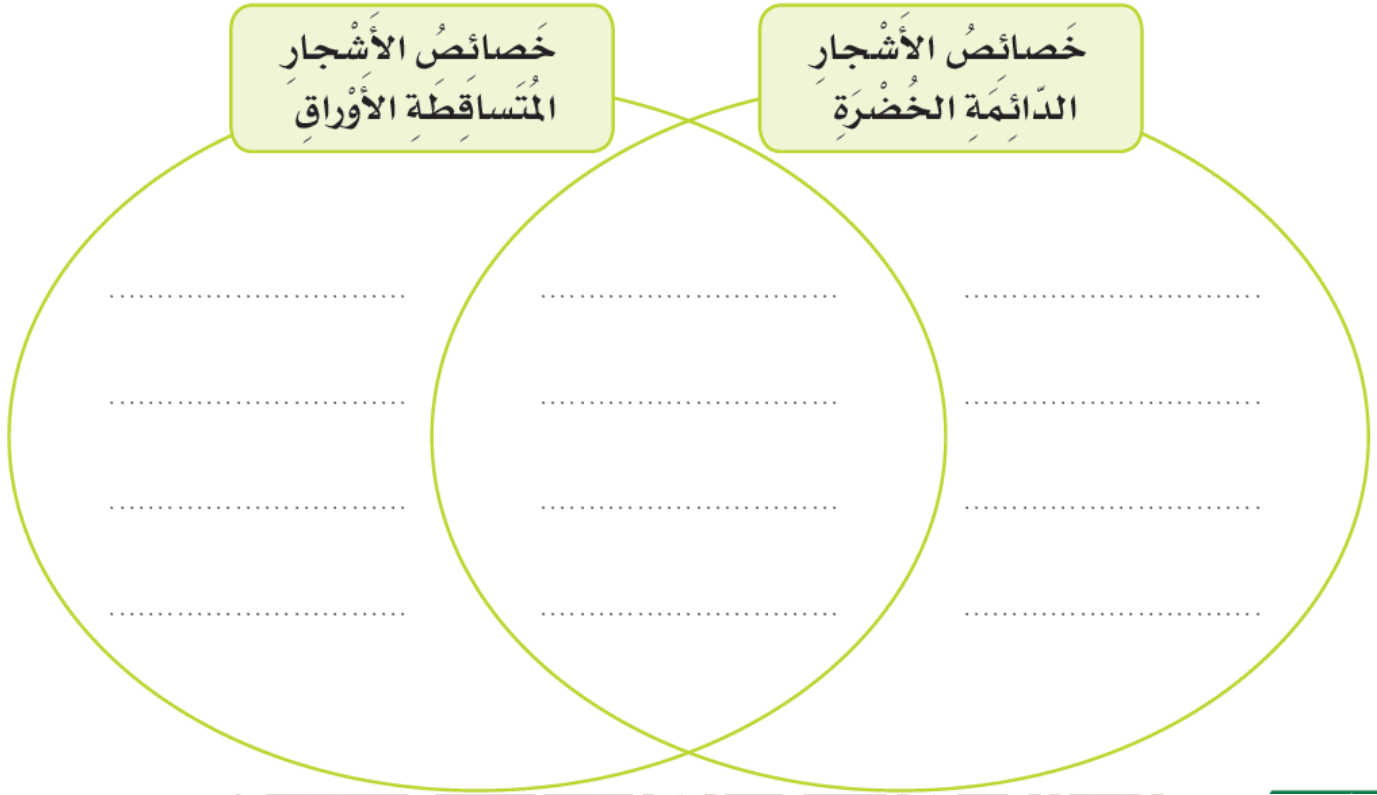 خَصائِصُ الأَشْجارِ
الدّائِمَةِ الخُضْرَةِ
خَصائِصُ الأَشْجارِ
المُتَساقِطَةِ الأَوْراقِ